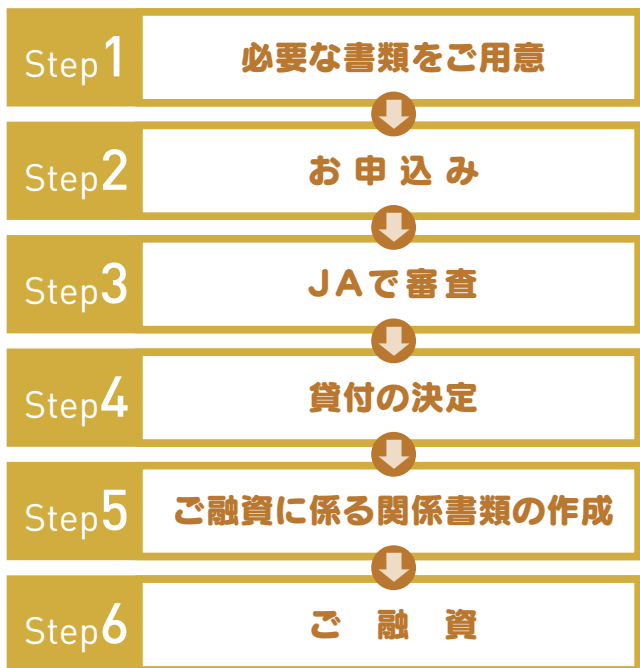 Step1 必要な書類をご用意
Step2 お申込み
Step3 JAで審査
Step4 貸付の決定
Step5 ご融資に係る関係書類の作成
Step6 ご融資